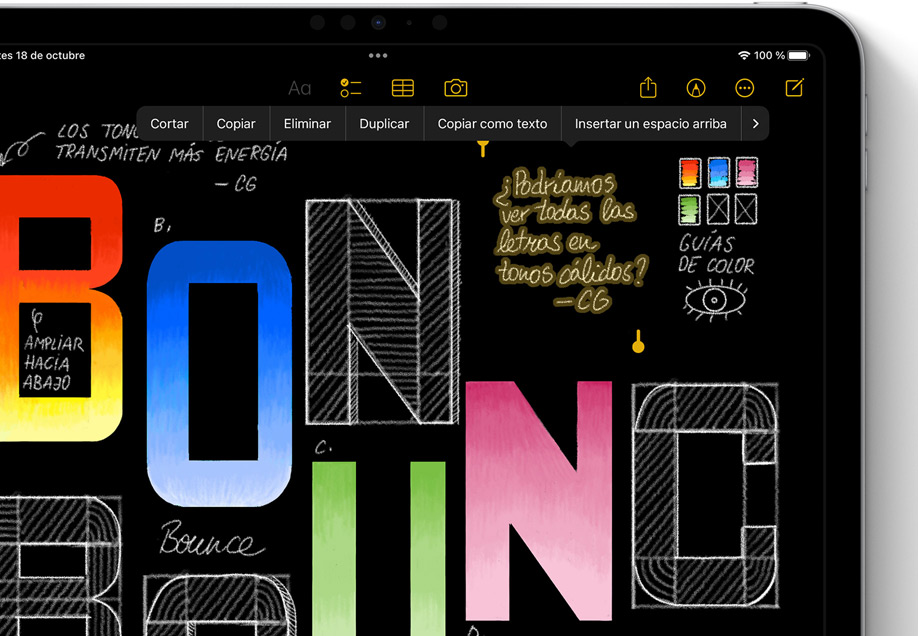 tes 18 de octubre
100 %
Aa
Cortar
Copiar
Eliminar
Duplicar
Copiar como texto
Insertar un espacio arriba
LOS
TRANSMITEN MÁS ENERGÍA
— CG
B.
¿Podríamos
ver todas las
letras en
tonos cálidos?
— CG
GUÍAS
DE COLOR
B O N
AMPLIAR
HACIA
ABAJO
C.
N C
U
Bounce
B O
D.